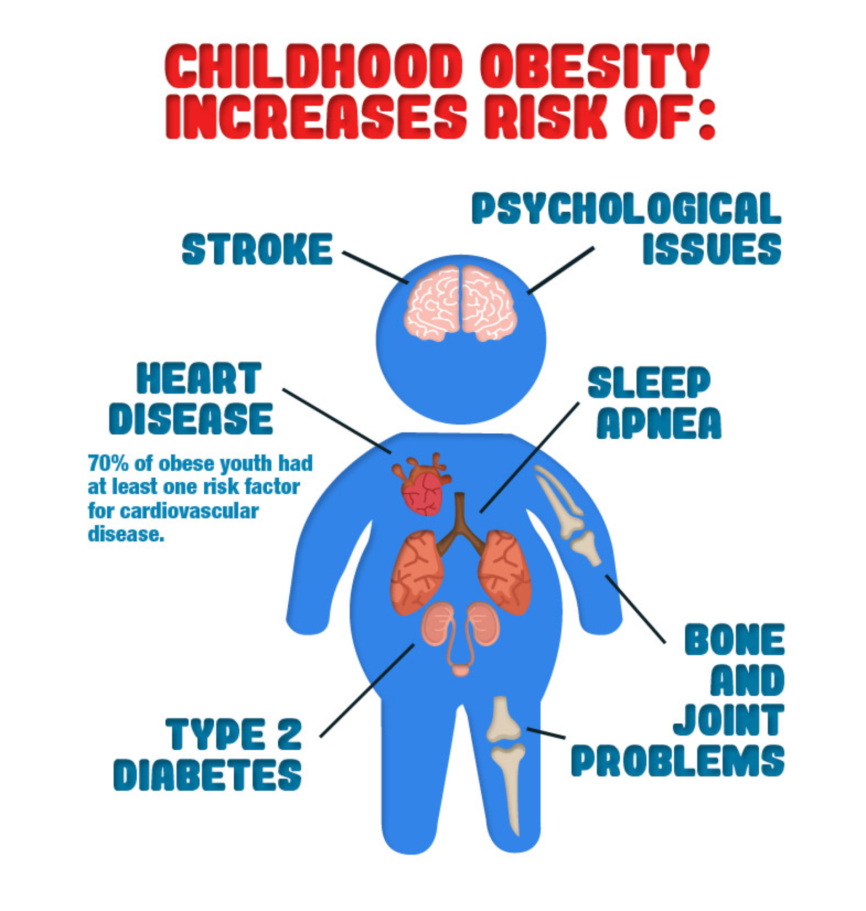 CHILDHOOD OBESITY
INCREASES RISK OF:
STROKE
PSYCHOLOGICAL
ISSUES
HEART
DISEASE
70% of obese youth had
at least one risk factor
for cardiovascular
disease.
SLEEP
APNEA
BONE
AND
JOINT
PROBLEMS
TYPE 2
DIABETES